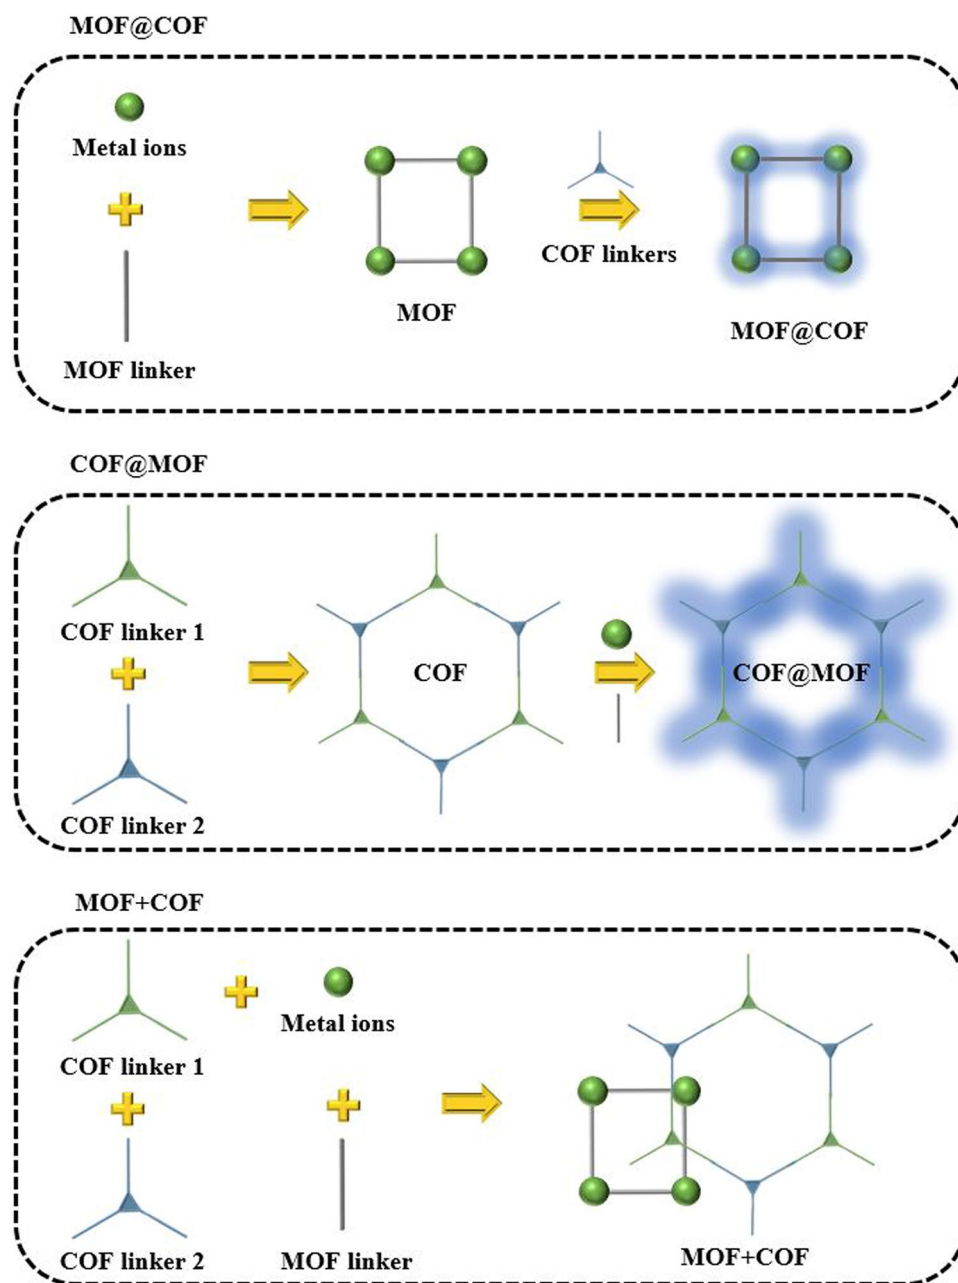 MOF@COF
Metal ions
MOF linker
MOF
COF linkers
MOF@COF
COF@MOF
COF linker 1
COF linker 2
COF
COF@MOF
MOF+COF
COF linker 1
Metal ions
COF linker 2
MOF linker
MOF+COF